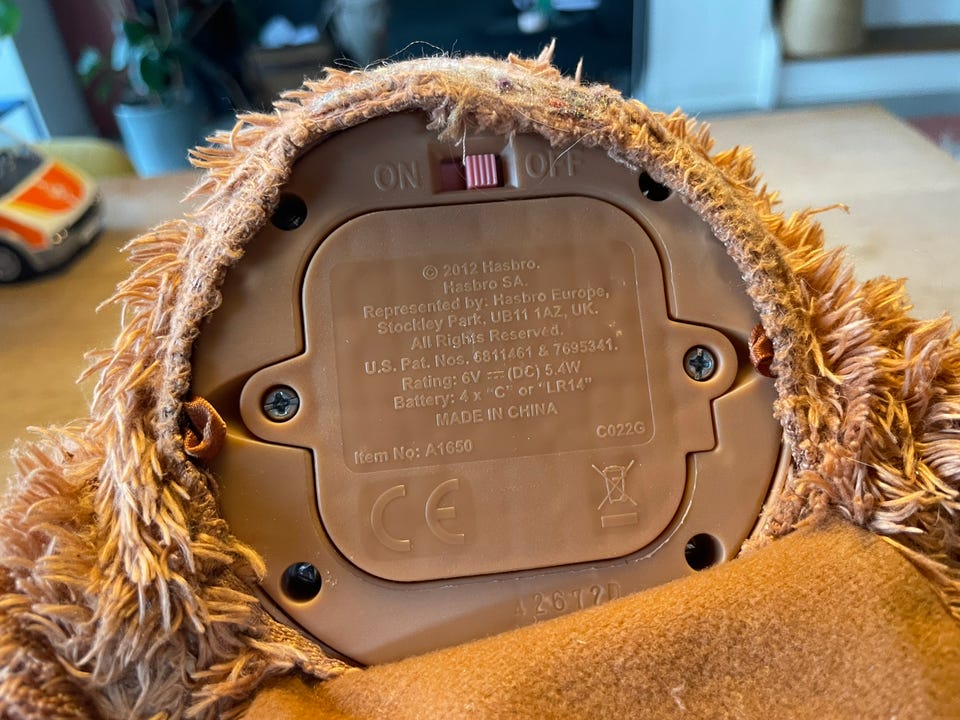 ON OFF
© 2012 Hasbro.
Hasbro SA.
Represented by: Hasbro Europe,
Stockley Park, UB11 1AZ, UK.
All Rights Reserved.
U.S. Pat. Nos. 6811461 & 7695341.
Rating: 6V ⎓ (DC) 5.4W
Battery: 4 x "C" or "LR14"
MADE IN CHINA
Item No: A1650 C022G
CE